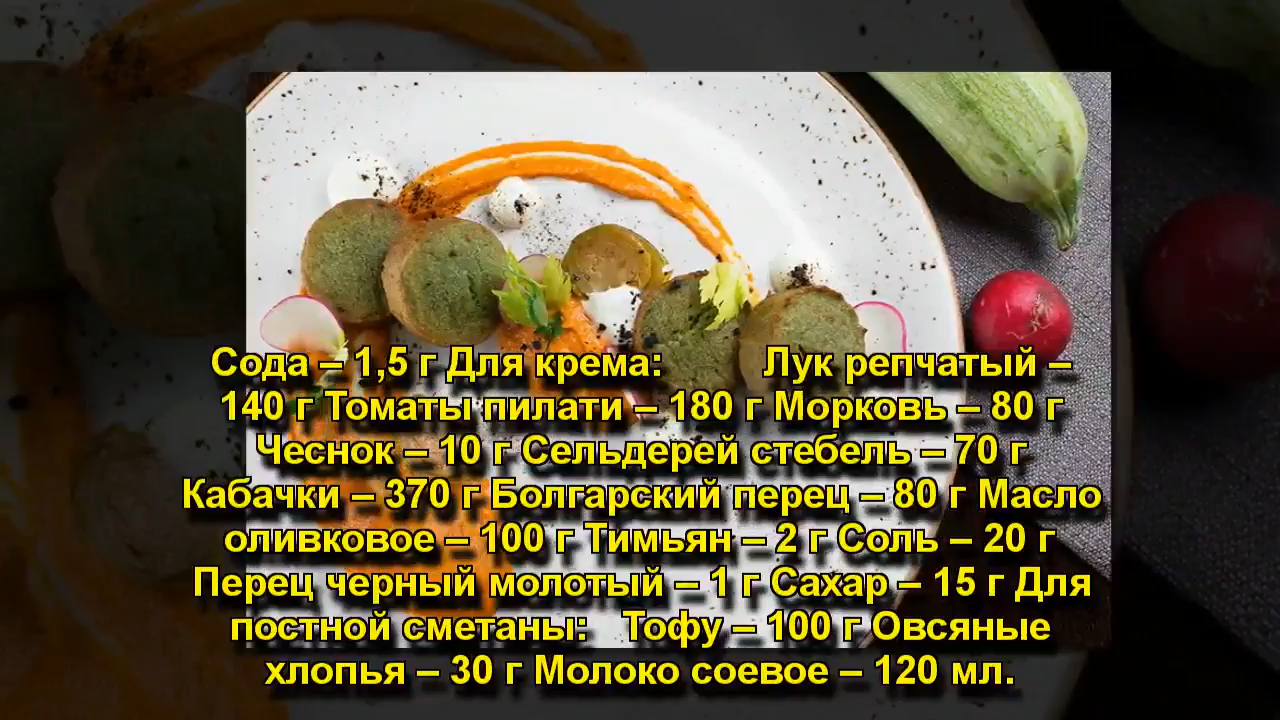 Сода – 1,5 г Для крема: Лук репчатый –
140 г Томаты пилати – 180 г Морковь – 80 г
Чеснок – 10 г Сельдерей стебель – 70 г
Кабачки – 370 г Болгарский перец – 80 г Масло
оливковое – 100 г Тимьян – 2 г Соль – 20 г
Перец черный молотый – 1 г Сахар – 15 г Для
постной сметаны: Тофу – 100 г Овсяные
хлопья – 30 г Молоко соевое – 120 мл.